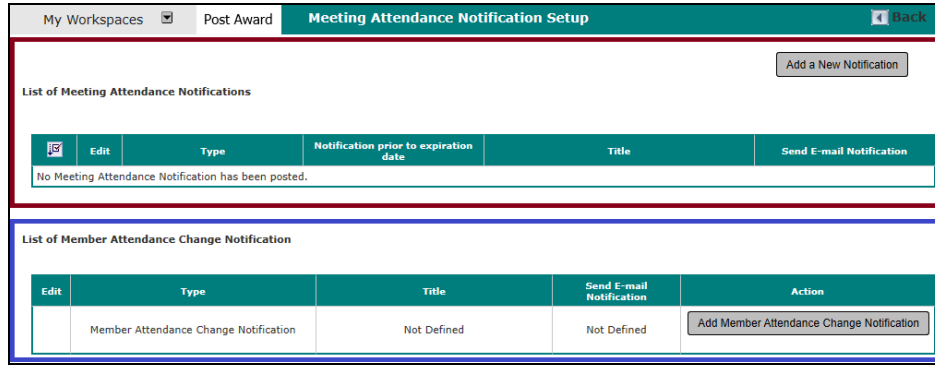 My Workspaces Post Award Meeting Attendance Notification Setup Back
Add a New Notification
List of Meeting Attendance Notifications
Edit Type Notification prior to expiration date Title Send E-mail Notification
No Meeting Attendance Notification has been posted.
List of Member Attendance Change Notification
Edit Type Title Send E-mail Notification Action
Member Attendance Change Notification Not Defined Not Defined Add Member Attendance Change Notification